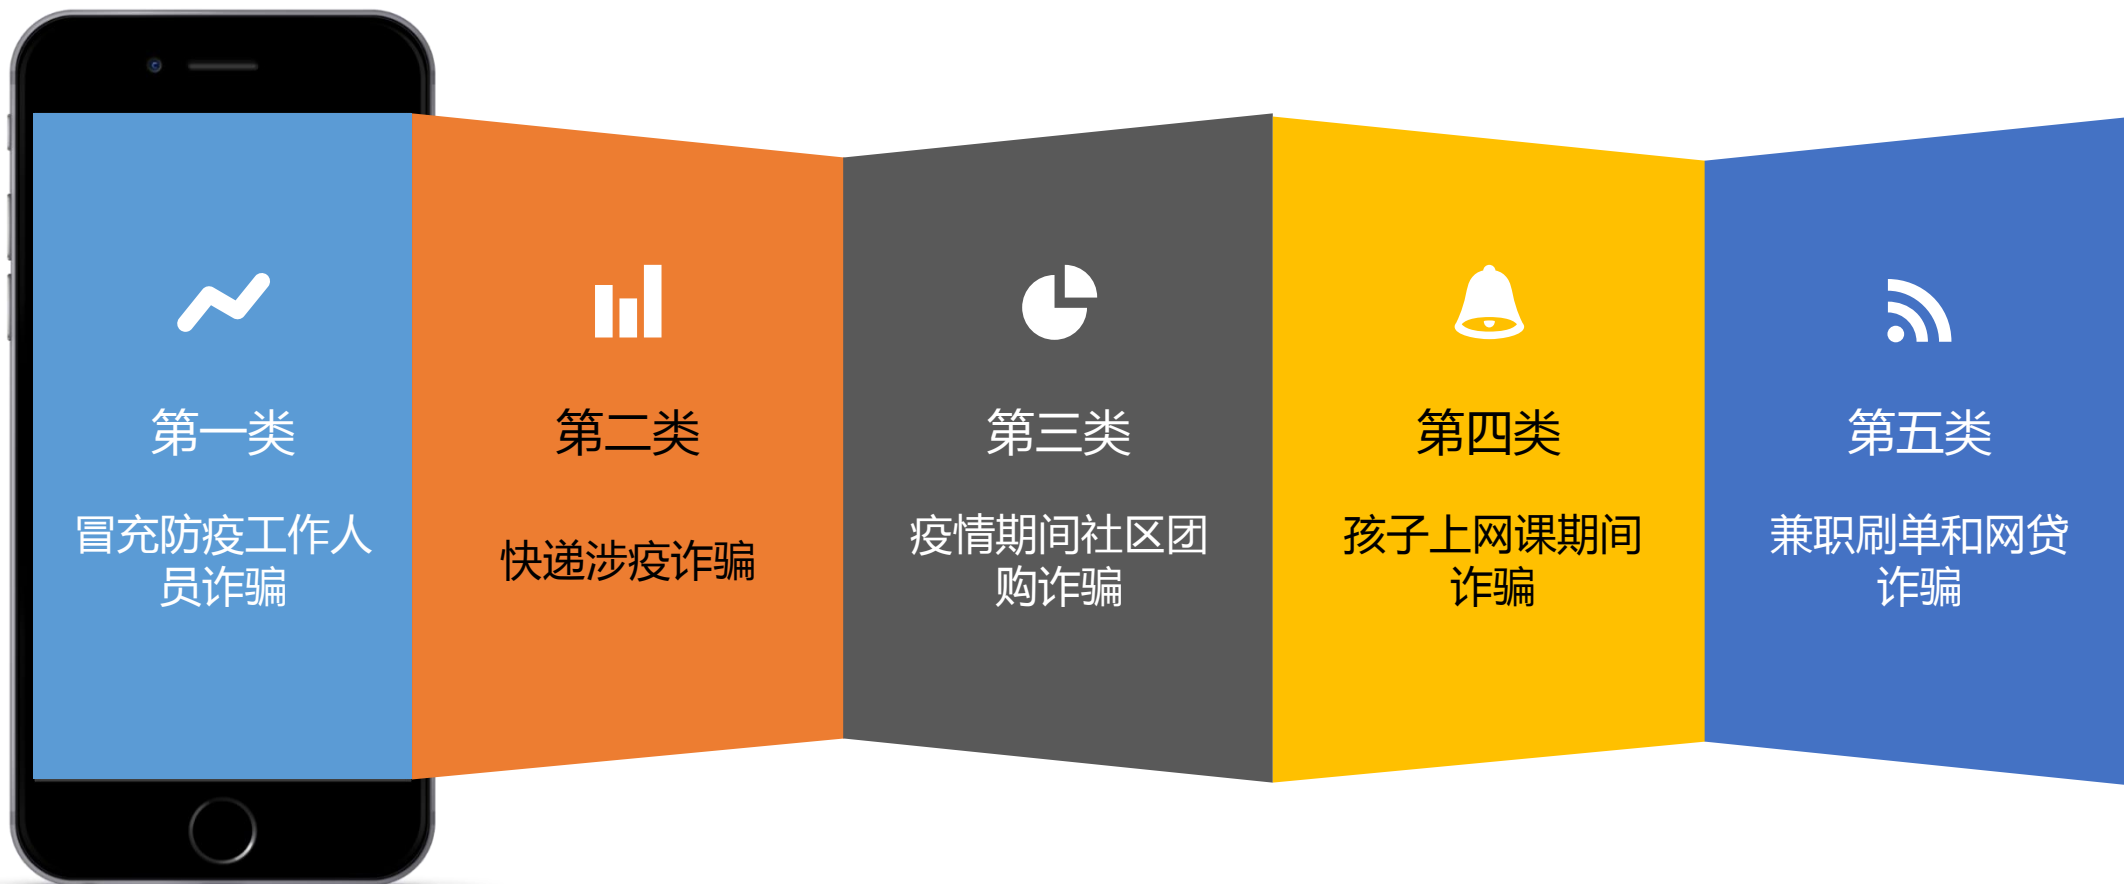 第一类
冒充防疫工作人
员诈骗
第二类
快递涉疫诈骗
第三类
疫情期间社区团
购诈骗
第四类
孩子上网课期间
诈骗
第五类
兼职刷单和网贷
诈骗